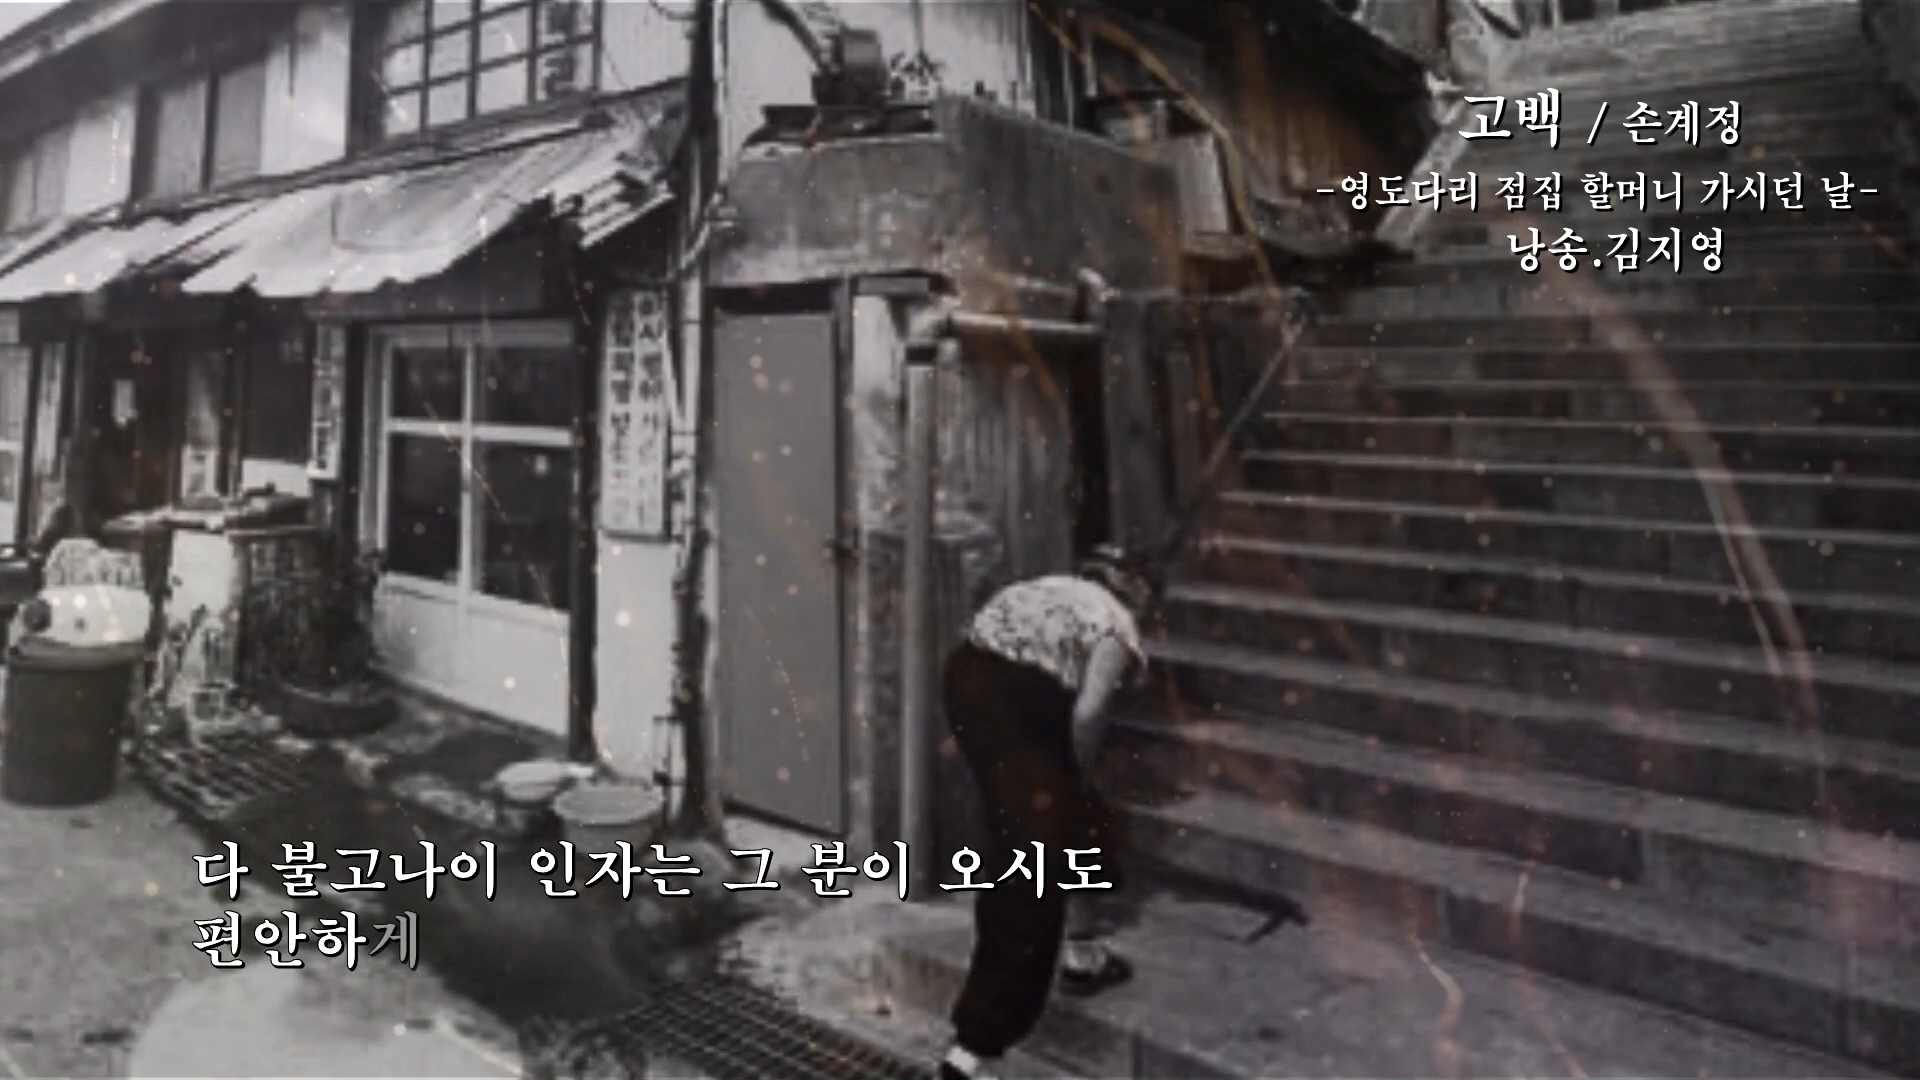 고백 / 손계정
-영도다리 점집 할머니 가시던 날-
낭송.김지영
다 불고나이 인자는 그 분이 오시도
편안하게